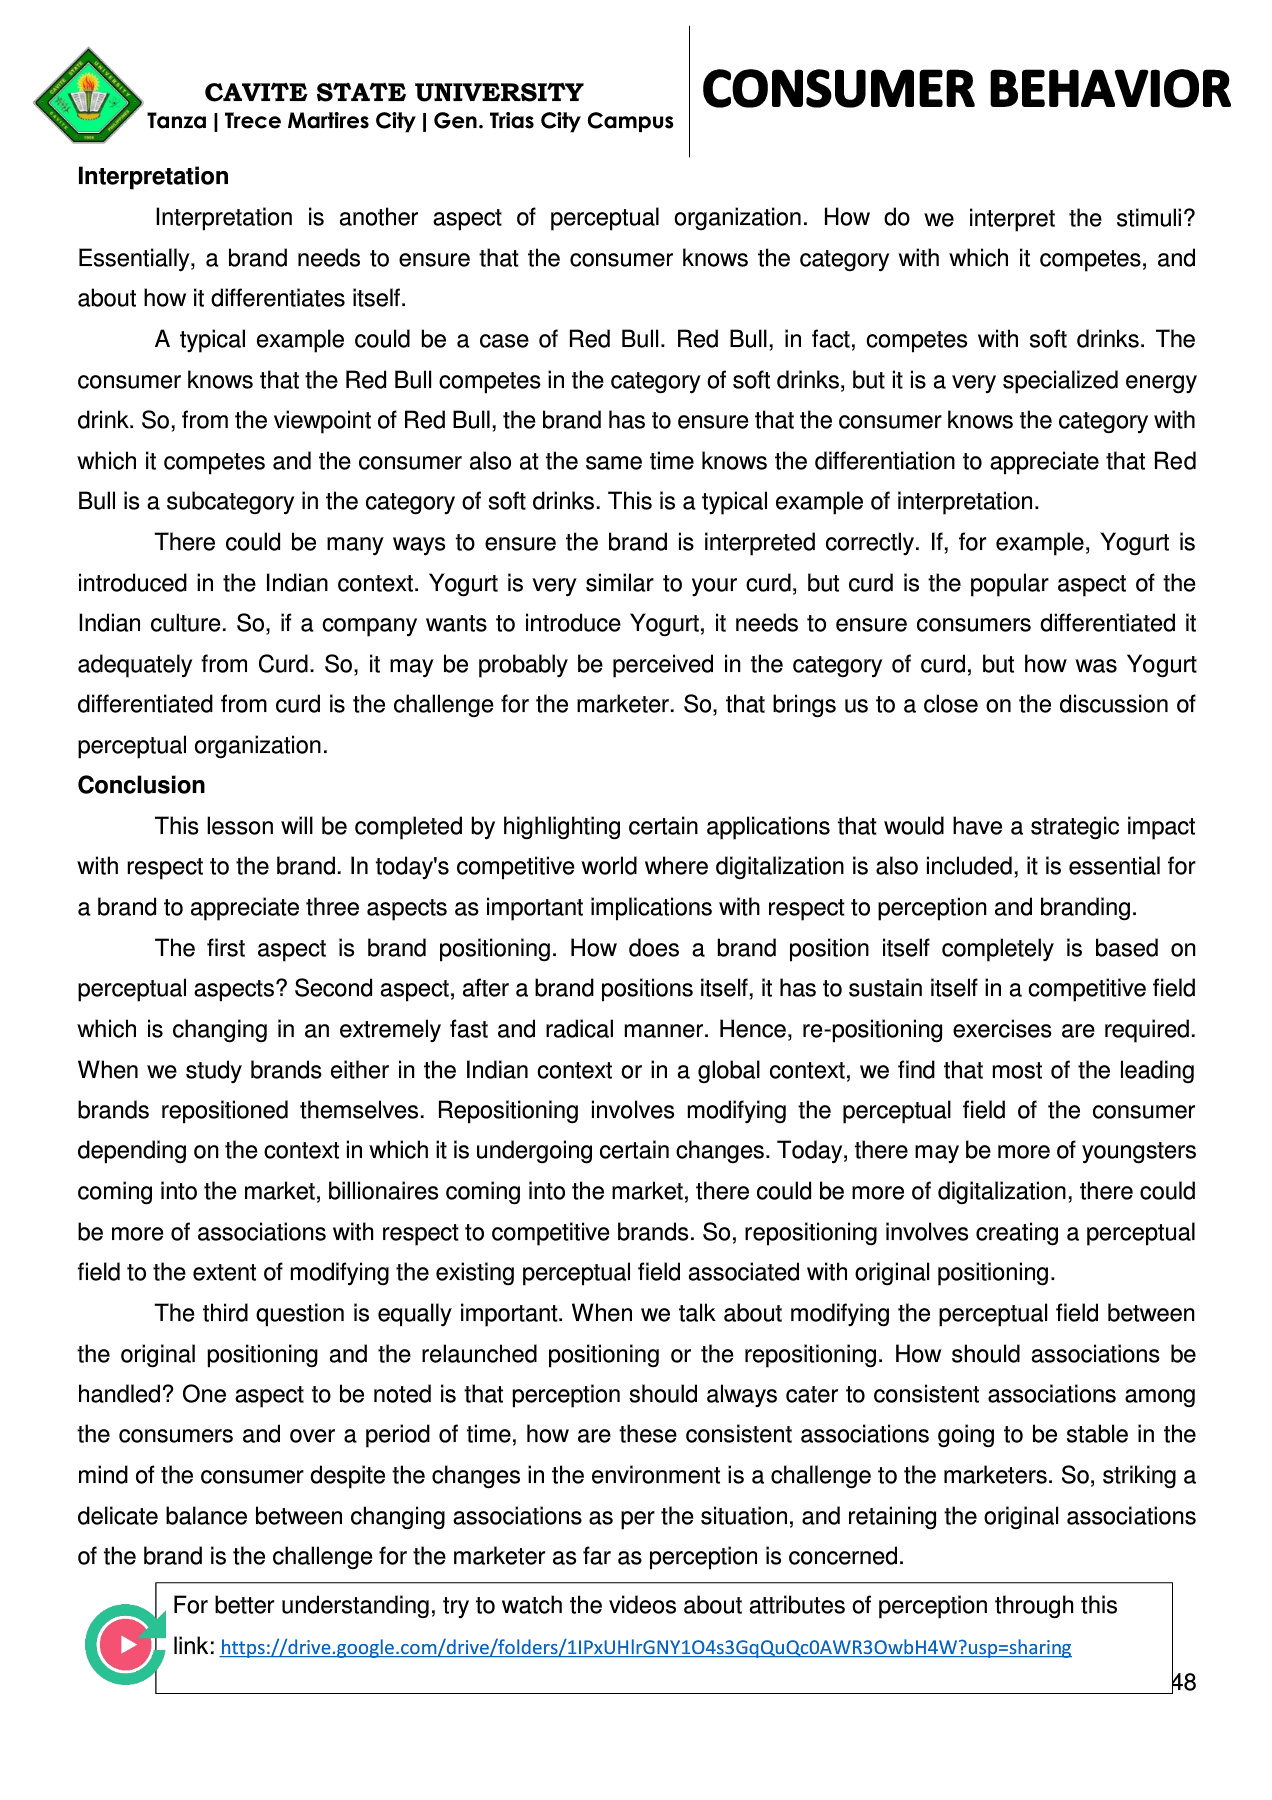 CAVITE STATE UNIVERSITY
Tanza | Trece Martires City | Gen. Trias City Campus
CONSUMER BEHAVIOR
Interpretation
Interpretation is another aspect of perceptual organization. How do we interpret the stimuli?
Essentially, a brand needs to ensure that the consumer knows the category with which it competes, and
about how it differentiates itself.
A typical example could be a case of Red Bull. Red Bull, in fact, competes with soft drinks. The
consumer knows that the Red Bull competes in the category of soft drinks, but it is a very specialized energy
drink. So, from the viewpoint of Red Bull, the brand has to ensure that the consumer knows the category with
which it competes and the consumer also at the same time knows the differentiation to appreciate that Red
Bull is a subcategory in the category of soft drinks. This is a typical example of interpretation.
There could be many ways to ensure the brand is interpreted correctly. If, for example, Yogurt is
introduced in the Indian context. Yogurt is very similar to your curd, but curd is the popular aspect of the
Indian culture. So, if a company wants to introduce Yogurt, it needs to ensure consumers differentiated it
adequately from Curd. So, it may be probably be perceived in the category of curd, but how was Yogurt
differentiated from curd is the challenge for the marketer. So, that brings us to a close on the discussion of
perceptual organization.
Conclusion
This lesson will be completed by highlighting certain applications that would have a strategic impact
with respect to the brand. In today's competitive world where digitalization is also included, it is essential for
a brand to appreciate three aspects as important implications with respect to perception and branding.
The first aspect is brand positioning. How does a brand position itself completely is based on
perceptual aspects? Second aspect, after a brand positions itself, it has to sustain itself in a competitive field
which is changing in an extremely fast and radical manner. Hence, re-positioning exercises are required.
When we study brands either in the Indian context or in a global context, we find that most of the leading
brands repositioned themselves. Repositioning involves modifying the perceptual field of the consumer
depending on the context in which it is undergoing certain changes. Today, there may be more of youngsters
coming into the market, billionaires coming into the market, there could be more of digitalization, there could
be more of associations with respect to competitive brands. So, repositioning involves creating a perceptual
field to the extent of modifying the existing perceptual field associated with original positioning.
The third question is equally important. When we talk about modifying the perceptual field between
the original positioning and the relaunched positioning or the repositioning. How should associations be
handled? One aspect to be noted is that perception should always cater to consistent associations among
the consumers and over a period of time, how are these consistent associations going to be stable in the
mind of the consumer despite the changes in the environment is a challenge to the marketers. So, striking a
delicate balance between changing associations as per the situation, and retaining the original associations
of the brand is the challenge for the marketer as far as perception is concerned.
For better understanding, try to watch the videos about attributes of perception through this
link: https://drive.google.com/drive/folders/1IPxUHlrGNY1O4s3GqQuQc0AWR3OwbH4W?usp=sharing
48